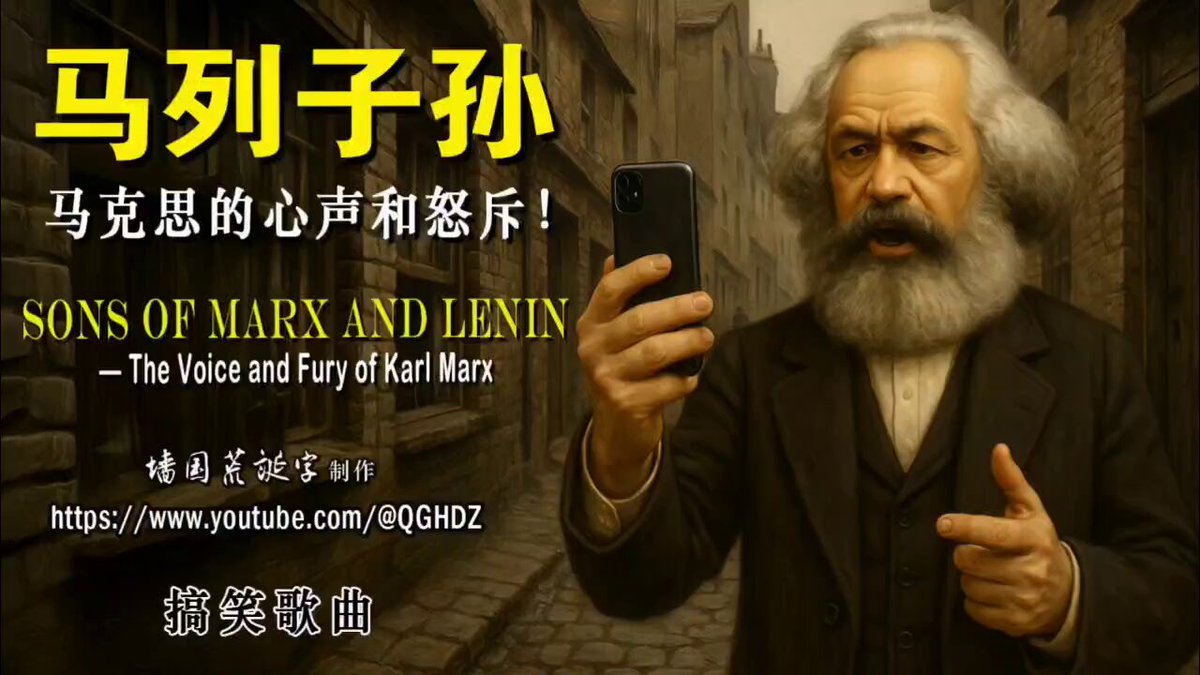 马列子孙
马克思的心声和怒斥！
SONS OF MARX AND LENIN
— The Voice and Fury of Karl Marx
墙国荒诞字 制作
https://www.youtube.com/@QGHDZ
搞笑歌曲